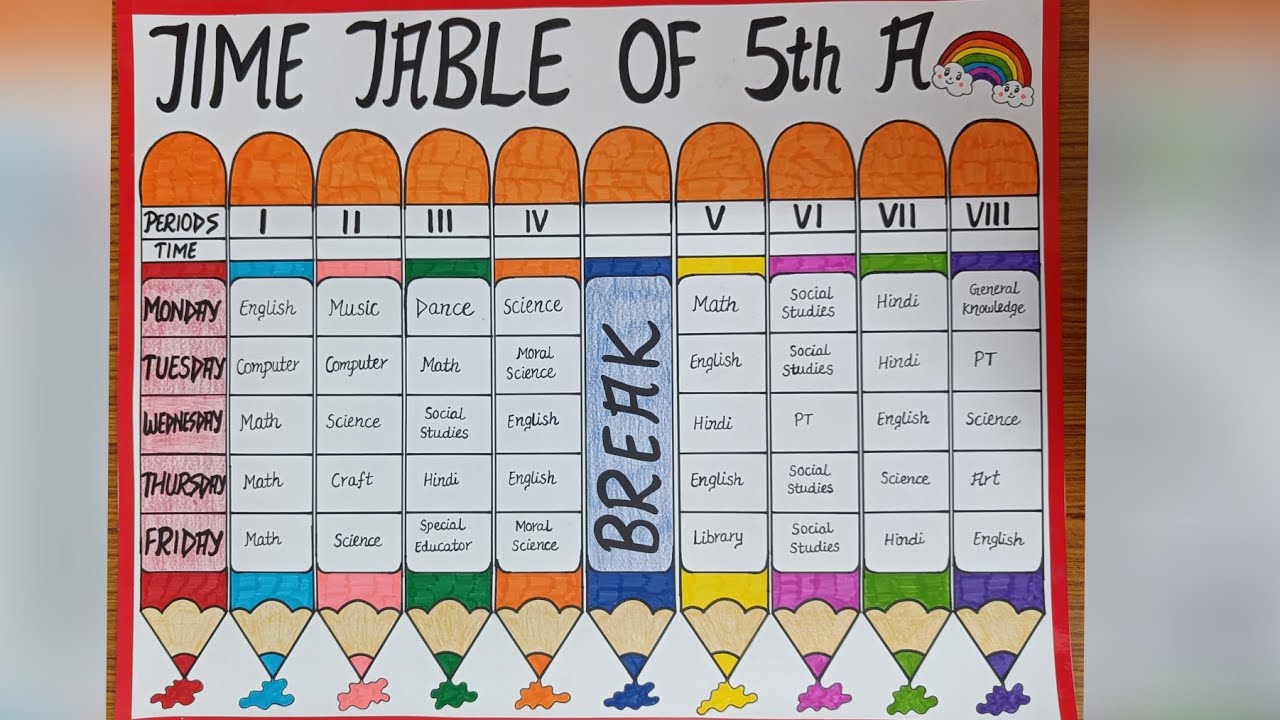 TIME TABLE OF 5th A
PERIODS I II III IV V VI VII VIII
TIME
MONDAY English Music Dance Science Math Social Studies Hindi General Knowledge
TUESDAY Computer Computer Math Moral Science English Social Studies Hindi PT
WEDNESDAY Math Science Social Studies English Hindi PT English Science
THURSDAY Math Craft Hindi English English Social Studies Science Art
FRIDAY Math Science Special Educator Moral Science Library Social Studies Hindi English
BREAK